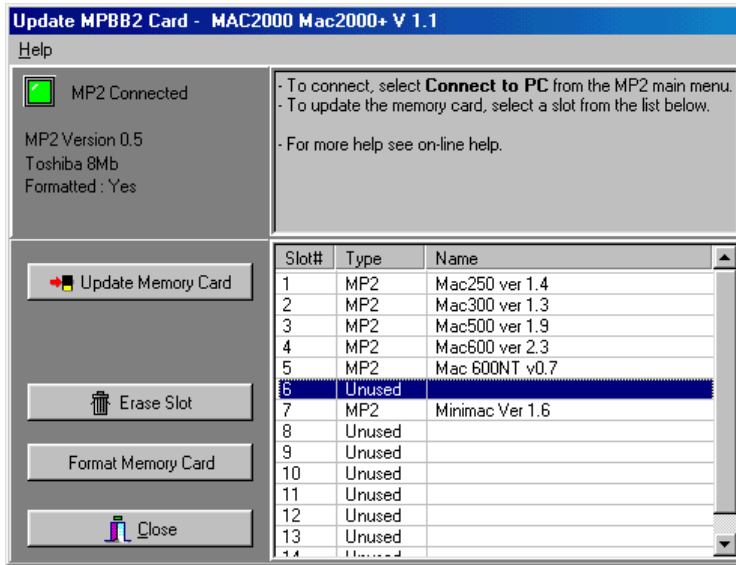 Update MPBB2 Card - MAC2000 Mac2000+ V 1.1
Help
MP2 Connected
MP2 Version 0.5
Toshiba 8Mb
Formatted : Yes
- To connect, select Connect to PC from the MP2 main menu.
- To update the memory card, select a slot from the list below.
- For more help see on-line help.
Update Memory Card
Erase Slot
Format Memory Card
Close
Slot# Type Name
1 MP2 Mac250 ver 1.4
2 MP2 Mac300 ver 1.3
3 MP2 Mac500 ver 1.9
4 MP2 Mac600 ver 2.3
5 MP2 Mac 600NT v0.7
6 Unused
7 MP2 Minimac Ver 1.6
8 Unused
9 Unused
10 Unused
11 Unused
12 Unused
13 Unused
14 Unused